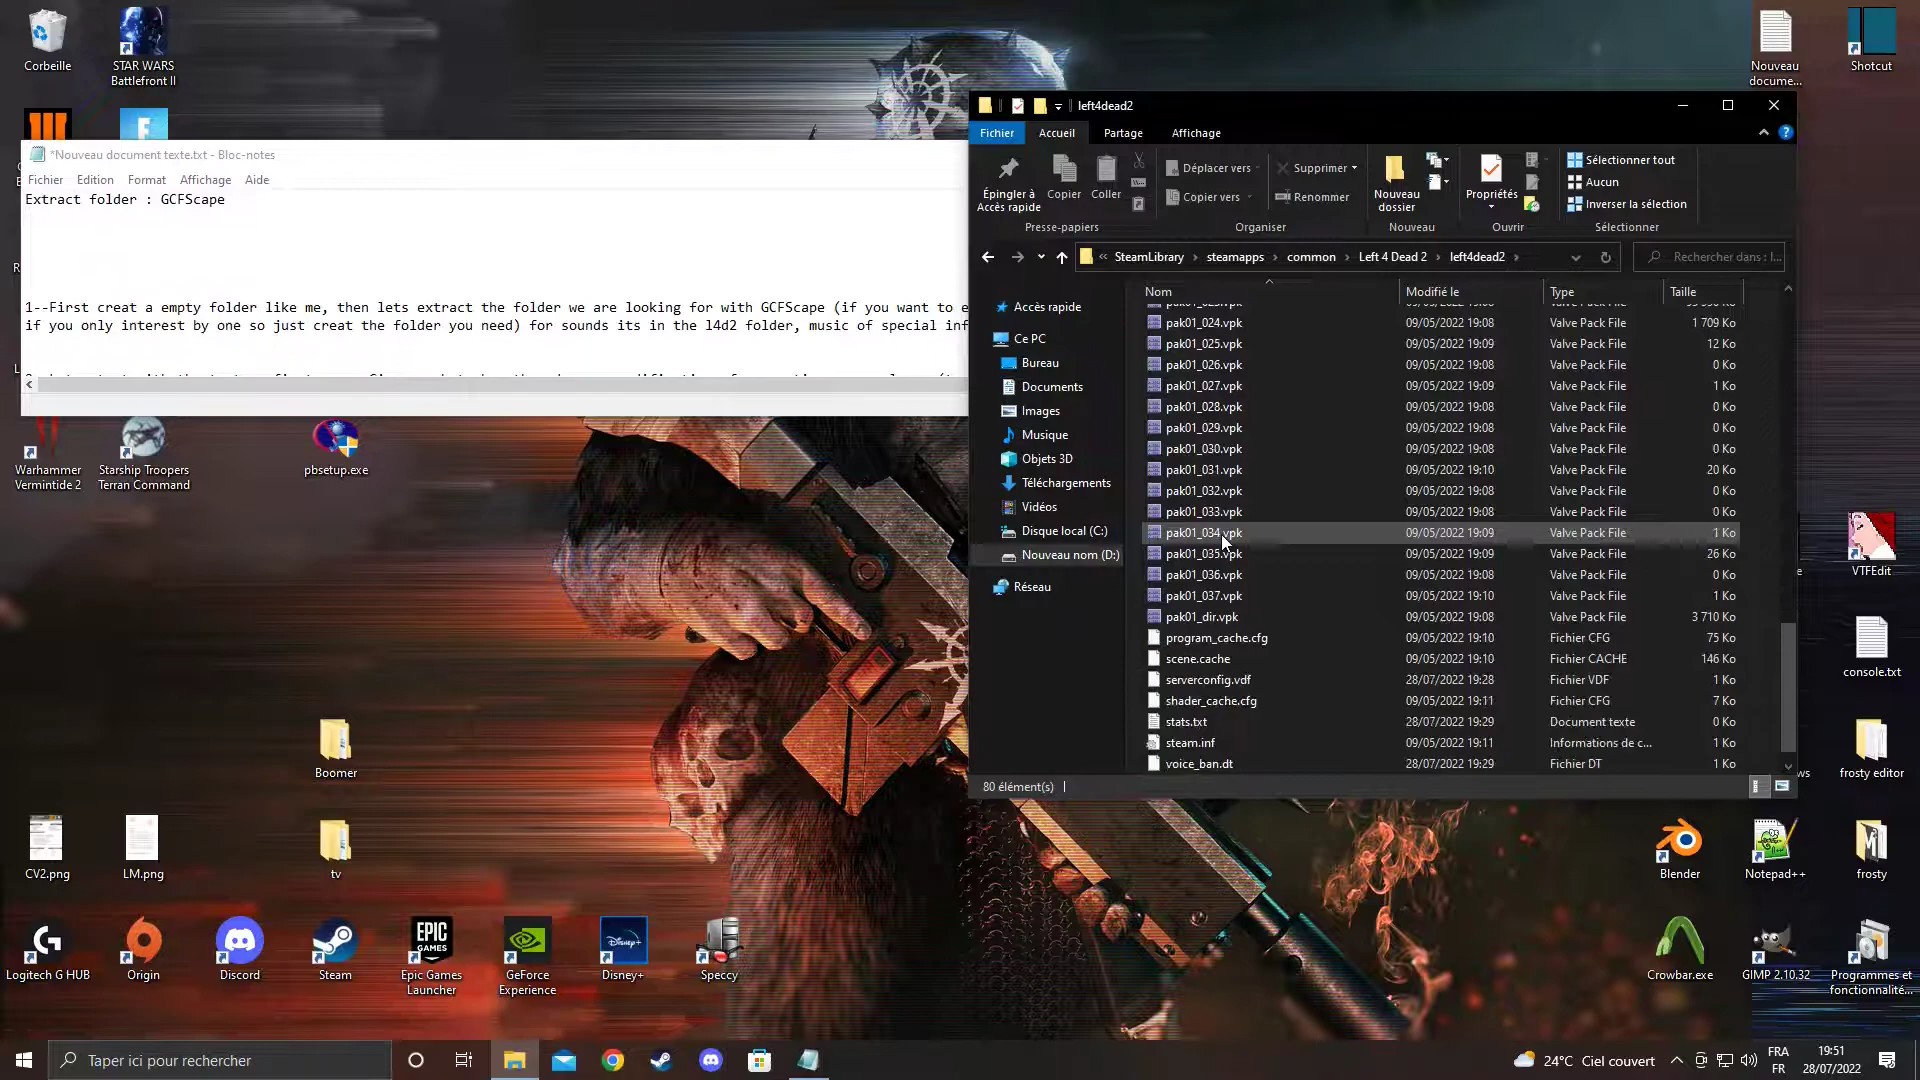 Corbeille
STAR WARS
Battlefront II
Nouveau
docume...
Shotcut
*Nouveau document texte.txt - Bloc-notes
Fichier Edition Format Affichage Aide
Extract folder : GCFScape
1--First creat a empty folder like me, then lets extract the folder we are looking for with GCFScape (if you want to e
if you only interest by one so just creat the folder you need) for sounds its in the l4d2 folder, music of special inf
left4dead2
Fichier Accueil Partage Affichage
Épingler à
Accès rapide
Copier
Coller
Déplacer vers
Copier vers
Supprimer
Renommer
Nouveau
dossier
Propriétés
Sélectionner tout
Aucun
Inverser la sélection
Presse-papiers Organiser Nouveau Ouvrir Sélectionner
« SteamLibrary › steamapps › common › Left 4 Dead 2 › left4dead2 ›
Rechercher dans : l...
Accès rapide
Ce PC
Bureau
Documents
Images
Musique
Objets 3D
Téléchargements
Vidéos
Disque local (C:)
Nouveau nom (D:)
Réseau
Nom Modifié le Type Taille
pak01_024.vpk 09/05/2022 19:08 Valve Pack File 1 709 Ko
pak01_025.vpk 09/05/2022 19:09 Valve Pack File 12 Ko
pak01_026.vpk 09/05/2022 19:08 Valve Pack File 0 Ko
pak01_027.vpk 09/05/2022 19:09 Valve Pack File 1 Ko
pak01_028.vpk 09/05/2022 19:08 Valve Pack File 0 Ko
pak01_029.vpk 09/05/2022 19:08 Valve Pack File 0 Ko
pak01_030.vpk 09/05/2022 19:08 Valve Pack File 0 Ko
pak01_031.vpk 09/05/2022 19:10 Valve Pack File 20 Ko
pak01_032.vpk 09/05/2022 19:08 Valve Pack File 0 Ko
pak01_033.vpk 09/05/2022 19:08 Valve Pack File 0 Ko
pak01_034.vpk 09/05/2022 19:09 Valve Pack File 1 Ko
pak01_035.vpk 09/05/2022 19:09 Valve Pack File 26 Ko
pak01_036.vpk 09/05/2022 19:08 Valve Pack File 0 Ko
pak01_037.vpk 09/05/2022 19:10 Valve Pack File 1 Ko
pak01_dir.vpk 09/05/2022 19:08 Valve Pack File 3 710 Ko
program_cache.cfg 09/05/2022 19:10 Fichier CFG 75 Ko
scene.cache 09/05/2022 19:10 Fichier CACHE 146 Ko
serverconfig.vdf 28/07/2022 19:28 Fichier VDF 1 Ko
shader_cache.cfg 09/05/2022 19:11 Fichier CFG 7 Ko
stats.txt 28/07/2022 19:29 Document texte 0 Ko
steam.inf 09/05/2022 19:11 Informations de c... 1 Ko
voice_ban.dt 28/07/2022 19:29 Fichier DT 1 Ko
80 élément(s)
Warhammer
Vermintide 2
Starship Troopers
Terran Command
pbsetup.exe
VTFEdit
console.txt
Boomer
frosty editor
CV2.png
LM.png
tv
Blender
Notepad++
frosty
Logitech G HUB
Origin
Discord
Steam
EPIC
GAMES
Epic Games
Launcher
GeForce
Experience
Disney+
Disney+
Speccy
Crowbar.exe
GIMP 2.10.32
Programmes et
fonctionnalité...
Taper ici pour rechercher
24°C Ciel couvert
FRA
FR
19:51
28/07/2022